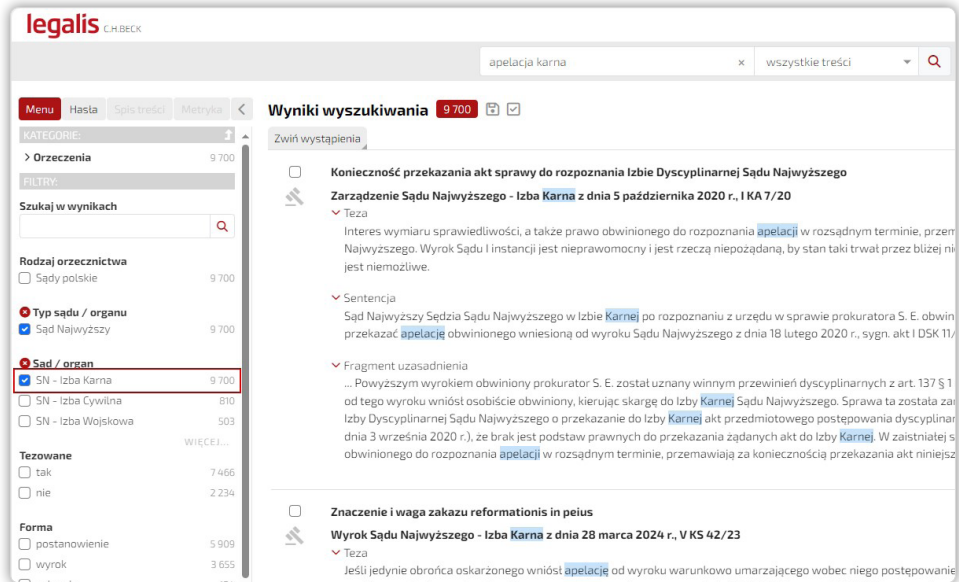 legalis C.H.BECK
apelacja karna × wszystkie treści
Menu Hasła Spis treści Metryka
KATEGORIE:
Orzeczenia 9 700
FILTRY:
Szukaj w wynikach
Rodzaj orzecznictwa
Sądy polskie 9 700
Typ sądu / organu
Sąd Najwyższy 9 700
Sąd / organ
SN - Izba Karna 9 700
SN - Izba Cywilna 810
SN - Izba Wojskowa 503
WIĘCEJ...
Tezowane
tak 7 466
nie 2 234
Forma
postanowienie 5 909
wyrok 3 655
Wyniki wyszukiwania 9 700
Zwiń wystąpienia
Konieczność przekazania akt sprawy do rozpoznania Izbie Dyscyplinarnej Sądu Najwyższego
Zarządzenie Sądu Najwyższego - Izba Karna z dnia 5 października 2020 r., I KA 7/20
Teza
Interes wymiaru sprawiedliwości, a także prawo obwinionego do rozpoznania apelacji w rozsądnym terminie, przem
Najwyższego. Wyrok Sądu I instancji jest nieprawomocny i jest rzeczą niepożądaną, by stan taki trwał przez bliżej ni
jest niemożliwe.
Sentencja
Sąd Najwyższy Sędzia Sądu Najwyższego w Izbie Karnej po rozpoznaniu z urzędu w sprawie prokuratora S. E. obwin
przekazać apelację obwinionego wniesioną od wyroku Sądu Najwyższego z dnia 18 lutego 2020 r., sygn. akt I DSK 11/
Fragment uzasadnienia
... Powyższym wyrokiem obwiniony prokurator S. E. został uznany winnym przewinień dyscyplinarnych z art. 137 § 1
od tego wyroku wniósł osobiście obwiniony, kierując skargę do Izby Karnej Sądu Najwyższego. Sprawa ta została za
Izby Dyscyplinarnej Sądu Najwyższego o przekazanie do Izby Karnej akt przedmiotowego postępowania dyscyplinar
dnia 3 września 2020 r.), że brak jest podstaw prawnych do przekazania żądanych akt do Izby Karnej. W zaistniałej s
obwinionego do rozpoznania apelacji w rozsądnym terminie, przemawiają za koniecznością przekazania akt niniejsz
Znaczenie i waga zakazu reformationis in peius
Wyrok Sądu Najwyższego - Izba Karna z dnia 28 marca 2024 r., V KS 42/23
Teza
Jeśli jedynie obrońca oskarżonego wniósł apelację od wyroku warunkowo umarzającego wobec niego postępowanie